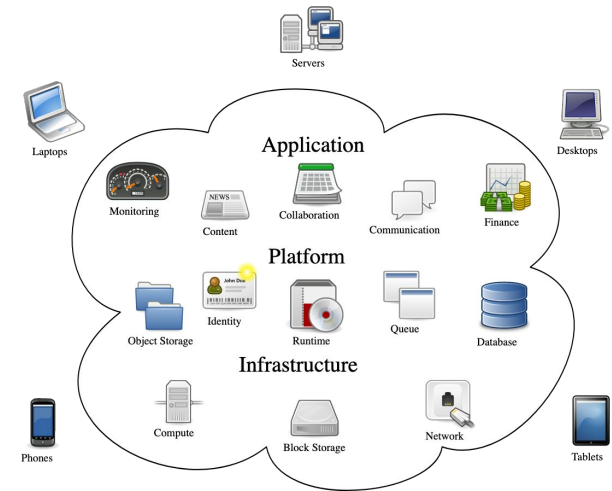 Servers
Laptops
Desktops
Application
Monitoring
NEWS
Content
Collaboration
Communication
Finance
Platform
John Doe
Object Storage
Identity
Runtime
Queue
Database
Infrastructure
Compute
Block Storage
Network
Phones
Tablets